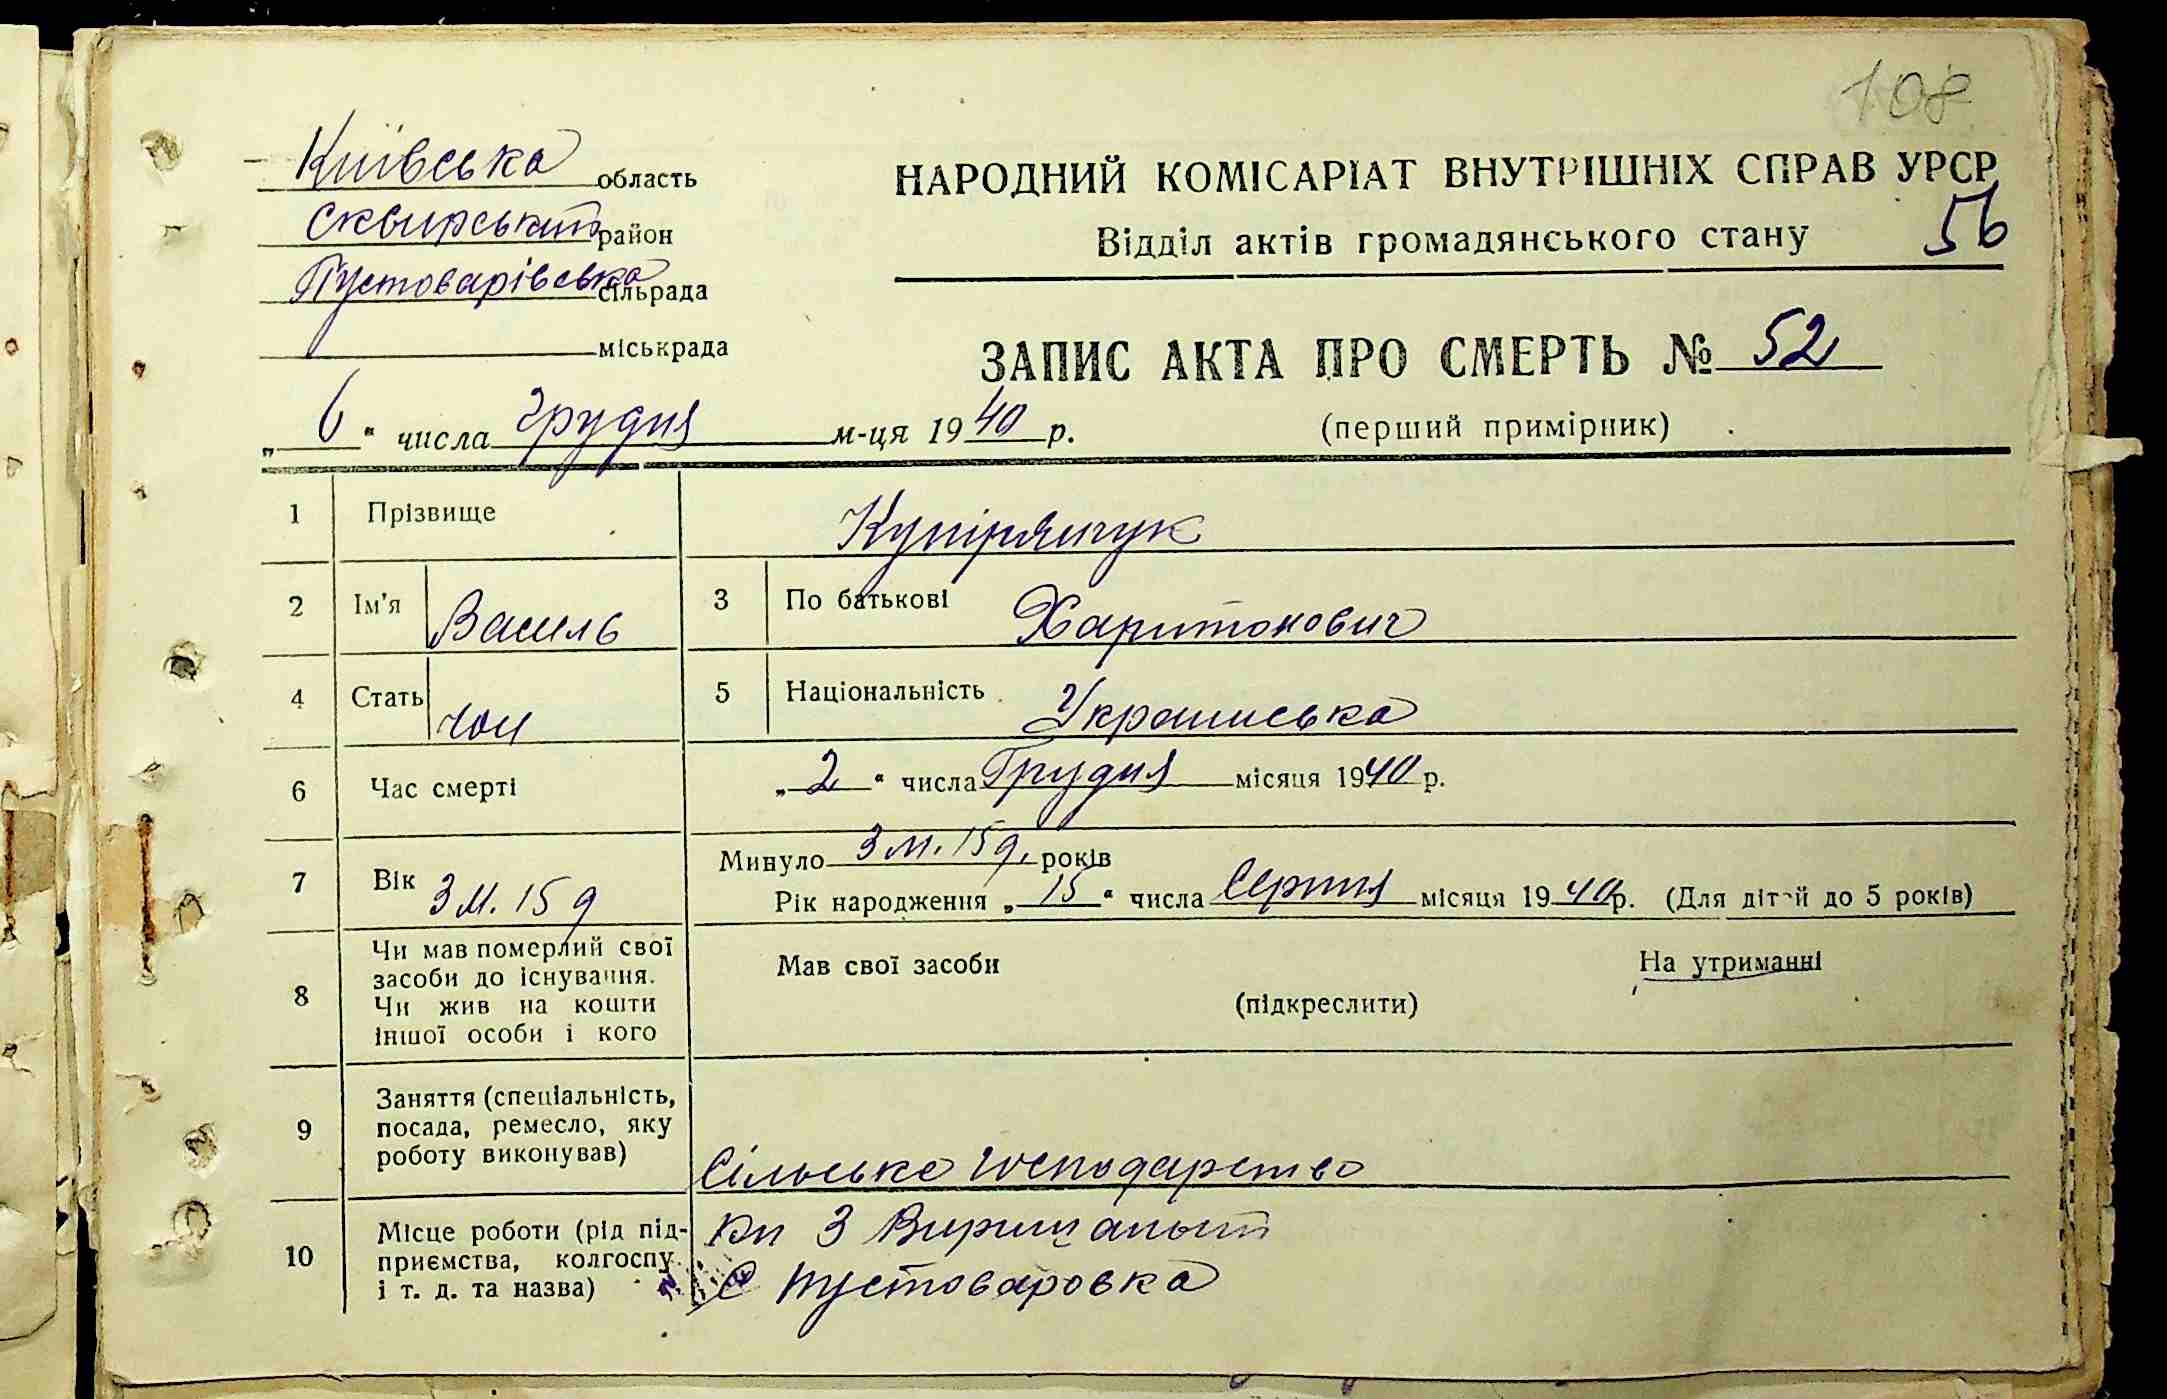 108
Київська область
Сквирський район
Пустоварівська сільрада
міськрада
НАРОДНИЙ КОМІСАРІАТ ВНУТРІШНІХ СПРАВ УРСР
Відділ актів громадянського стану
56
ЗАПИС АКТА ПРО СМЕРТЬ № 52
„ 6 “ числа грудня м-ця 1940 р.
(перший примірник)
1 Прізвище Купірянчук
2 Ім'я Василь 3 По батькові Харитонович
4 Стать чол 5 Національність Українська
6 Час смерті „ 2 “ числа Грудня місяця 1940 р.
7 Вік 3 м. 15 д Минуло 3 м. 15 д. років
Рік народження „ 15 “ числа Серпня місяця 1940 р. (Для дітей до 5 років)
8 Чи мав померлий свої
засоби до існування.
Чи жив на кошти
іншої особи і кого
Мав свої засоби На утриманні
(підкреслити)
9 Заняття (спеціальність,
посада, ремесло, яку
роботу виконував)
Сільське господарство
10 Місце роботи (рід під-
приємства, колгоспу
і т. д. та назва)
3
С Пустоваровка